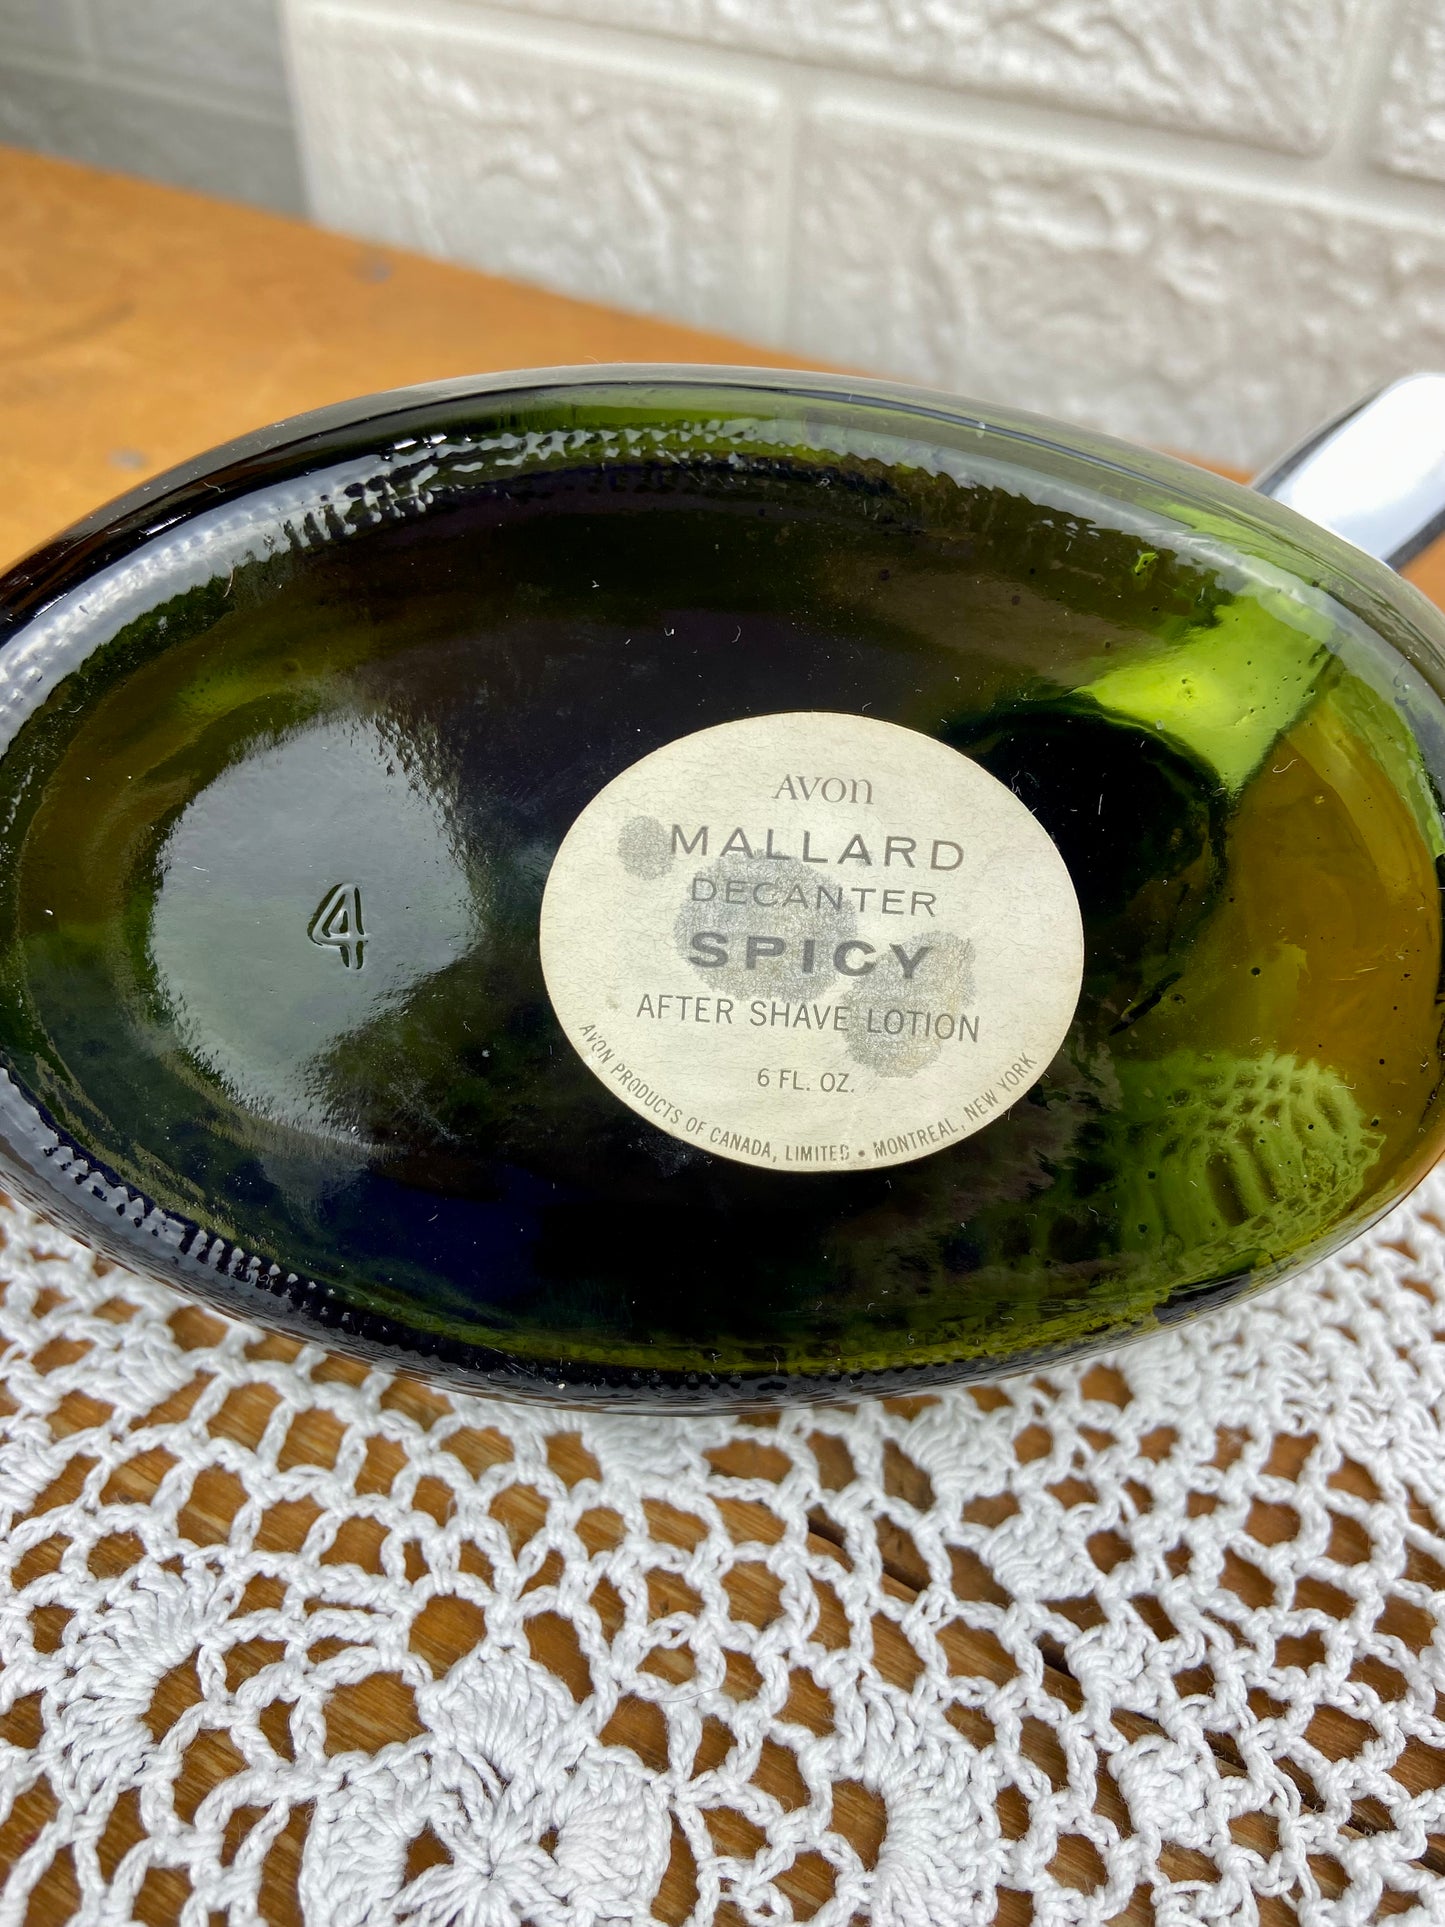 AVON
MALLARD
DECANTER
SPICY
AFTER SHAVE LOTION
6 FL. OZ.
AVON PRODUCTS OF CANADA, LIMITED • MONTREAL, NEW YORK
4